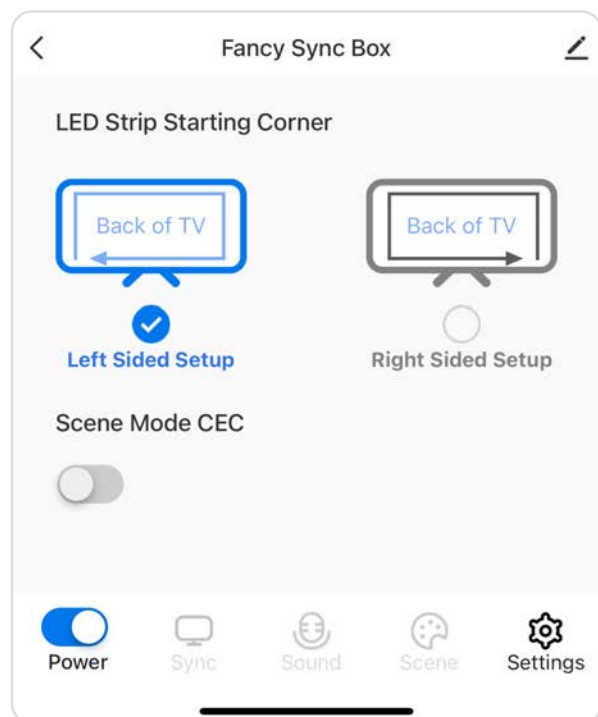 Fancy Sync Box
LED Strip Starting Corner
Back of TV
Back of TV
Left Sided Setup
Right Sided Setup
Scene Mode CEC
Power
Sync
Sound
Scene
Settings